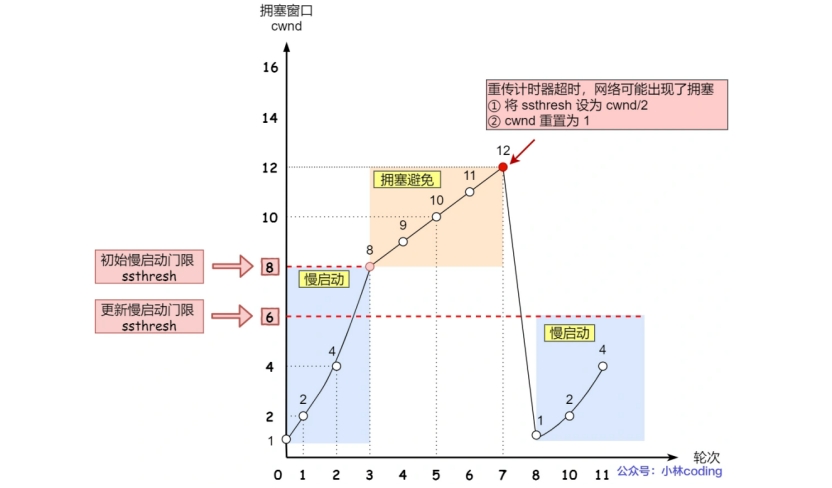 拥塞窗口
cwnd
16
14
12
10
8
6
4
2
1
重传计时器超时，网络可能出现了拥塞
① 将 ssthresh 设为 cwnd/2
② cwnd 重置为 1
初始慢启动门限
ssthresh
更新慢启动门限
ssthresh
慢启动
2
4
8
拥塞避免
9
10
11
12
慢启动
1
2
4
0 1 2 3 4 5 6 7 8 10 11
轮次
公众号：小林coding